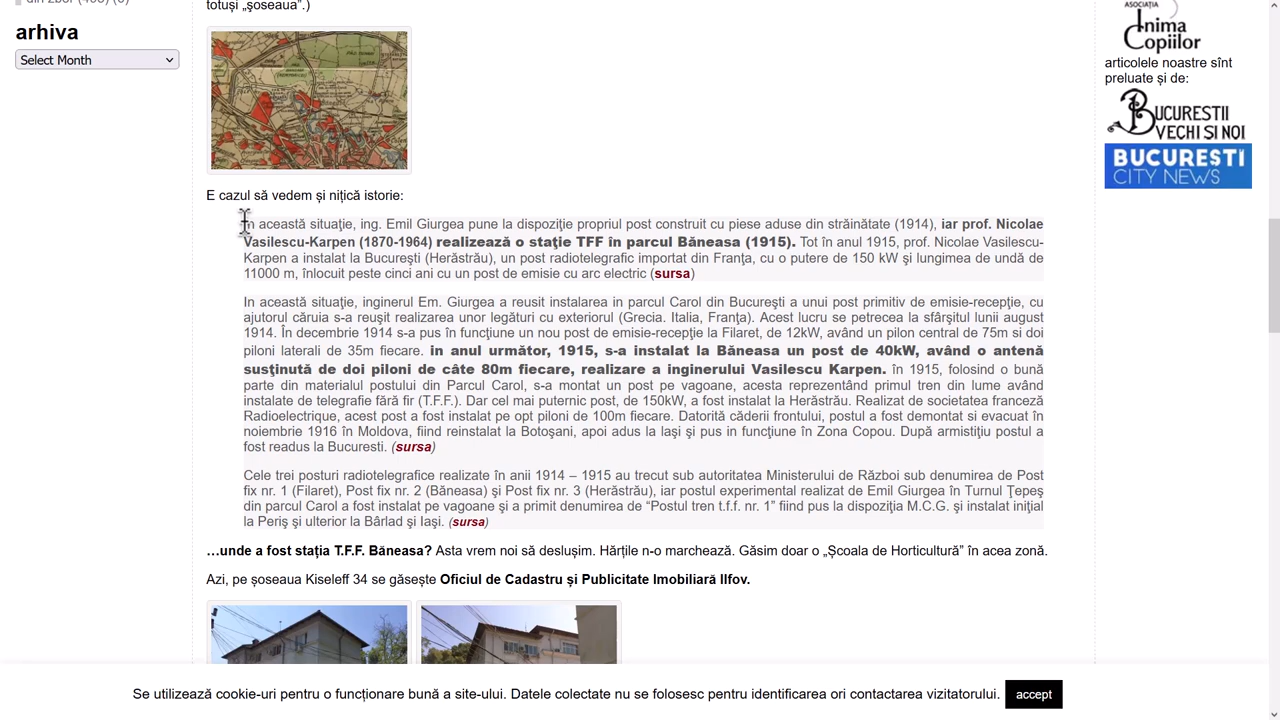 din zbor (408) (6)
arhiva
Select Month
totuși „șoseaua”.)
E cazul să vedem și nițică istorie:
În această situaţie, ing. Emil Giurgea pune la dispoziţie propriul post construit cu piese aduse din străinătate (1914), iar prof. Nicolae
Vasilescu-Karpen (1870-1964) realizează o staţie TFF în parcul Băneasa (1915). Tot în anul 1915, prof. Nicolae Vasilescu-
Karpen a instalat la Bucureşti (Herăstrău), un post radiotelegrafic importat din Franţa, cu o putere de 150 kW şi lungimea de undă de
11000 m, înlocuit peste cinci ani cu un post de emisie cu arc electric (sursa)
In această situaţie, inginerul Em. Giurgea a reusit instalarea in parcul Carol din Bucureşti a unui post primitiv de emisie-recepţie, cu
ajutorul căruia s-a reuşit realizarea unor legături cu exteriorul (Grecia. Italia, Franţa). Acest lucru se petrecea la sfârşitul lunii august
1914. În decembrie 1914 s-a pus în funcţiune un nou post de emisie-recepţie la Filaret, de 12kW, având un pilon central de 75m si doi
piloni laterali de 35m fiecare. in anul următor, 1915, s-a instalat la Băneasa un post de 40kW, având o antenă
susţinută de doi piloni de câte 80m fiecare, realizare a inginerului Vasilescu Karpen. în 1915, folosind o bună
parte din materialul postului din Parcul Carol, s-a montat un post pe vagoane, acesta reprezentând primul tren din lume având
instalate de telegrafie fără fir (T.F.F.). Dar cel mai puternic post, de 150kW, a fost instalat la Herăstrău. Realizat de societatea franceză
Radioelectrique, acest post a fost instalat pe opt piloni de 100m fiecare. Datorită căderii frontului, postul a fost demontat si evacuat în
noiembrie 1916 în Moldova, fiind reinstalat la Botoşani, apoi adus la Iaşi şi pus in funcţiune în Zona Copou. După armistiţiu postul a
fost readus la Bucuresti. (sursa)
Cele trei posturi radiotelegrafice realizate în anii 1914 – 1915 au trecut sub autoritatea Ministerului de Război sub denumirea de Post
fix nr. 1 (Filaret), Post fix nr. 2 (Băneasa) şi Post fix nr. 3 (Herăstrău), iar postul experimental realizat de Emil Giurgea în Turnul Ţepeş
din parcul Carol a fost instalat pe vagoane şi a primit denumirea de “Postul tren t.f.f. nr. 1” fiind pus la dispoziţia M.C.G. şi instalat iniţial
la Periş şi ulterior la Bârlad şi Iaşi. (sursa)
…unde a fost stația T.F.F. Băneasa? Asta vrem noi să deslușim. Hărțile n-o marchează. Găsim doar o „Școala de Horticultură” în acea zonă.
Azi, pe șoseaua Kiseleff 34 se găsește Oficiul de Cadastru și Publicitate Imobiliară Ilfov.
ASOCIAȚIA
Inima
Copiilor
articolele noastre sînt
preluate și de:
BUCURESTII
VECHI SI NOI
BUCUREȘTI
CITY NEWS
Se utilizează cookie-uri pentru o funcționare bună a site-ului. Datele colectate nu se folosesc pentru identificarea ori contactarea vizitatorului.
accept